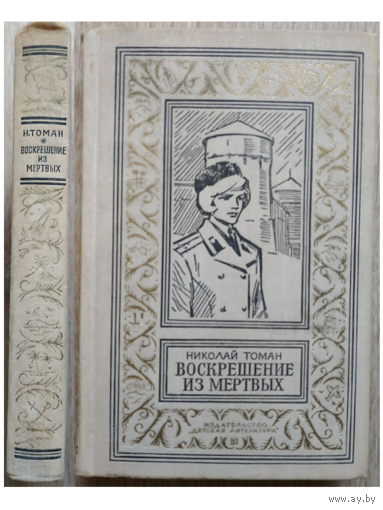 Н. ТОМАН
ВОСКРЕШЕНИЕ
ИЗ
МЕРТВЫХ
НИКОЛАЙ ТОМАН
ВОСКРЕШЕНИЕ
ИЗ МЕРТВЫХ
ИЗДАТЕЛЬСТВО
"ДЕТСКАЯ ЛИТЕРАТУРА"
www.ay.by